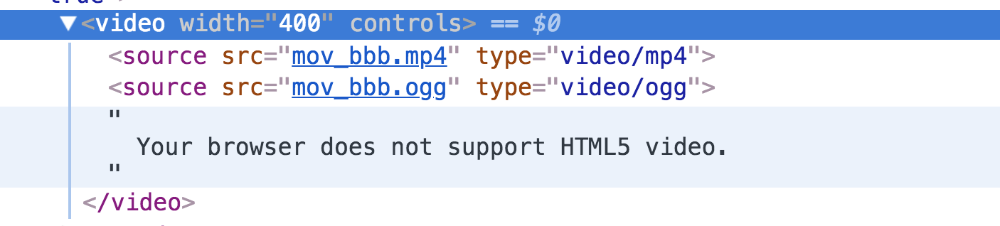 <video width="400" controls> == $0
<source src="mov_bbb.mp4" type="video/mp4">
<source src="mov_bbb.ogg" type="video/ogg">
"
Your browser does not support HTML5 video.
"
</video>